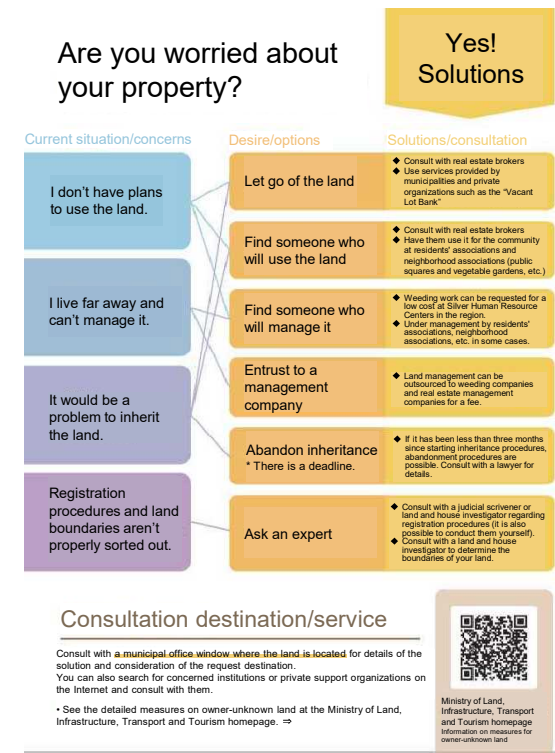 Are you worried about
your property?
Yes!
Solutions
Current situation/concerns
Desire/options
Solutions/consultation
I don't have plans
to use the land.
I live far away and
can't manage it.
It would be a
problem to inherit
the land.
Registration
procedures and land
boundaries aren't
properly sorted out.
Let go of the land
◆ Consult with real estate brokers
◆ Use services provided by
municipalities and private
organizations such as the "Vacant
Lot Bank"
Find someone who
will use the land
◆ Consult with real estate brokers
◆ Have them use it for the community
at residents' associations and
neighborhood associations (public
squares and vegetable gardens, etc.)
Find someone who
will manage it
◆ Weeding work can be requested for a
low cost at Silver Human Resource
Centers in the region.
◆ Under management by residents'
associations, neighborhood
associations, etc. in some cases.
Entrust to a
management
company
◆ Land management can be
outsourced to weeding companies
and real estate management
companies for a fee.
Abandon inheritance
* There is a deadline.
◆ If it has been less than three months
since starting inheritance procedures,
abandonment procedures are
possible. Consult with a lawyer for
details.
Ask an expert
◆ Consult with a judicial scrivener or
land and house investigator regarding
registration procedures (it is also
possible to conduct them yourself).
◆ Consult with a land and house
investigator to determine the
boundaries of your land.
Consultation destination/service
Consult with a municipal office window where the land is located for details of the
solution and consideration of the request destination.
You can also search for concerned institutions or private support organizations on
the Internet and consult with them.
• See the detailed measures on owner-unknown land at the Ministry of Land,
Infrastructure, Transport and Tourism homepage. ⇒
Ministry of Land,
Infrastructure, Transport
and Tourism homepage
Information on measures for
owner-unknown land